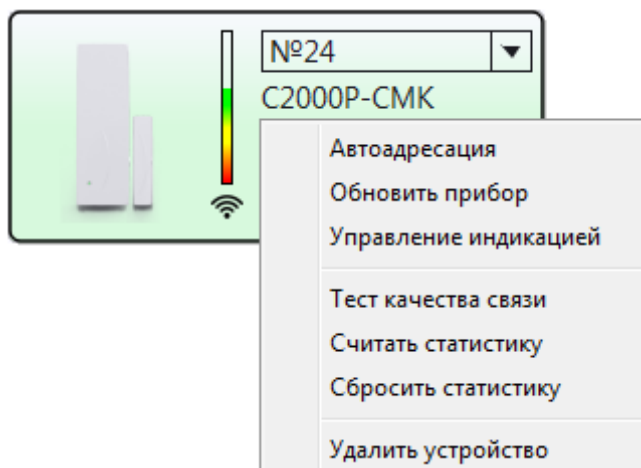 №24
С2000Р-СМК
Автоадресация
Обновить прибор
Управление индикацией
Тест качества связи
Считать статистику
Сбросить статистику
Удалить устройство